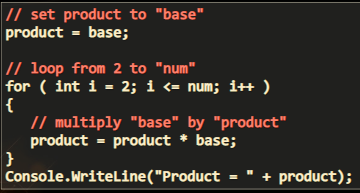 // set product to "base"
product = base;
// loop from 2 to "num"
for ( int i = 2; i <= num; i++ )
{
// multiply "base" by "product"
product = product * base;
}
Console.WriteLine("Product = " + product);